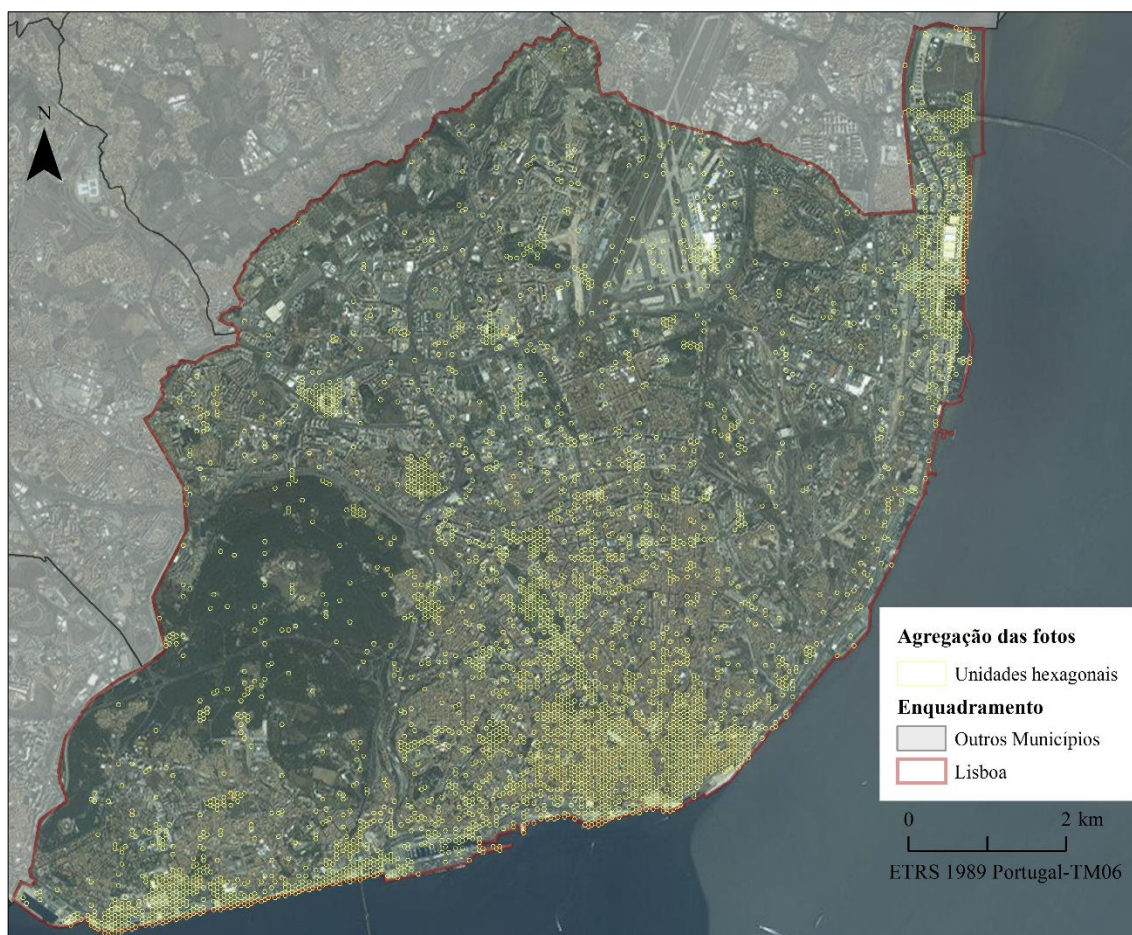 N
Agregação das fotos
Unidades hexagonais
Enquadramento
Outros Municípios
Lisboa
0 2 km
ETRS 1989 Portugal-TM06